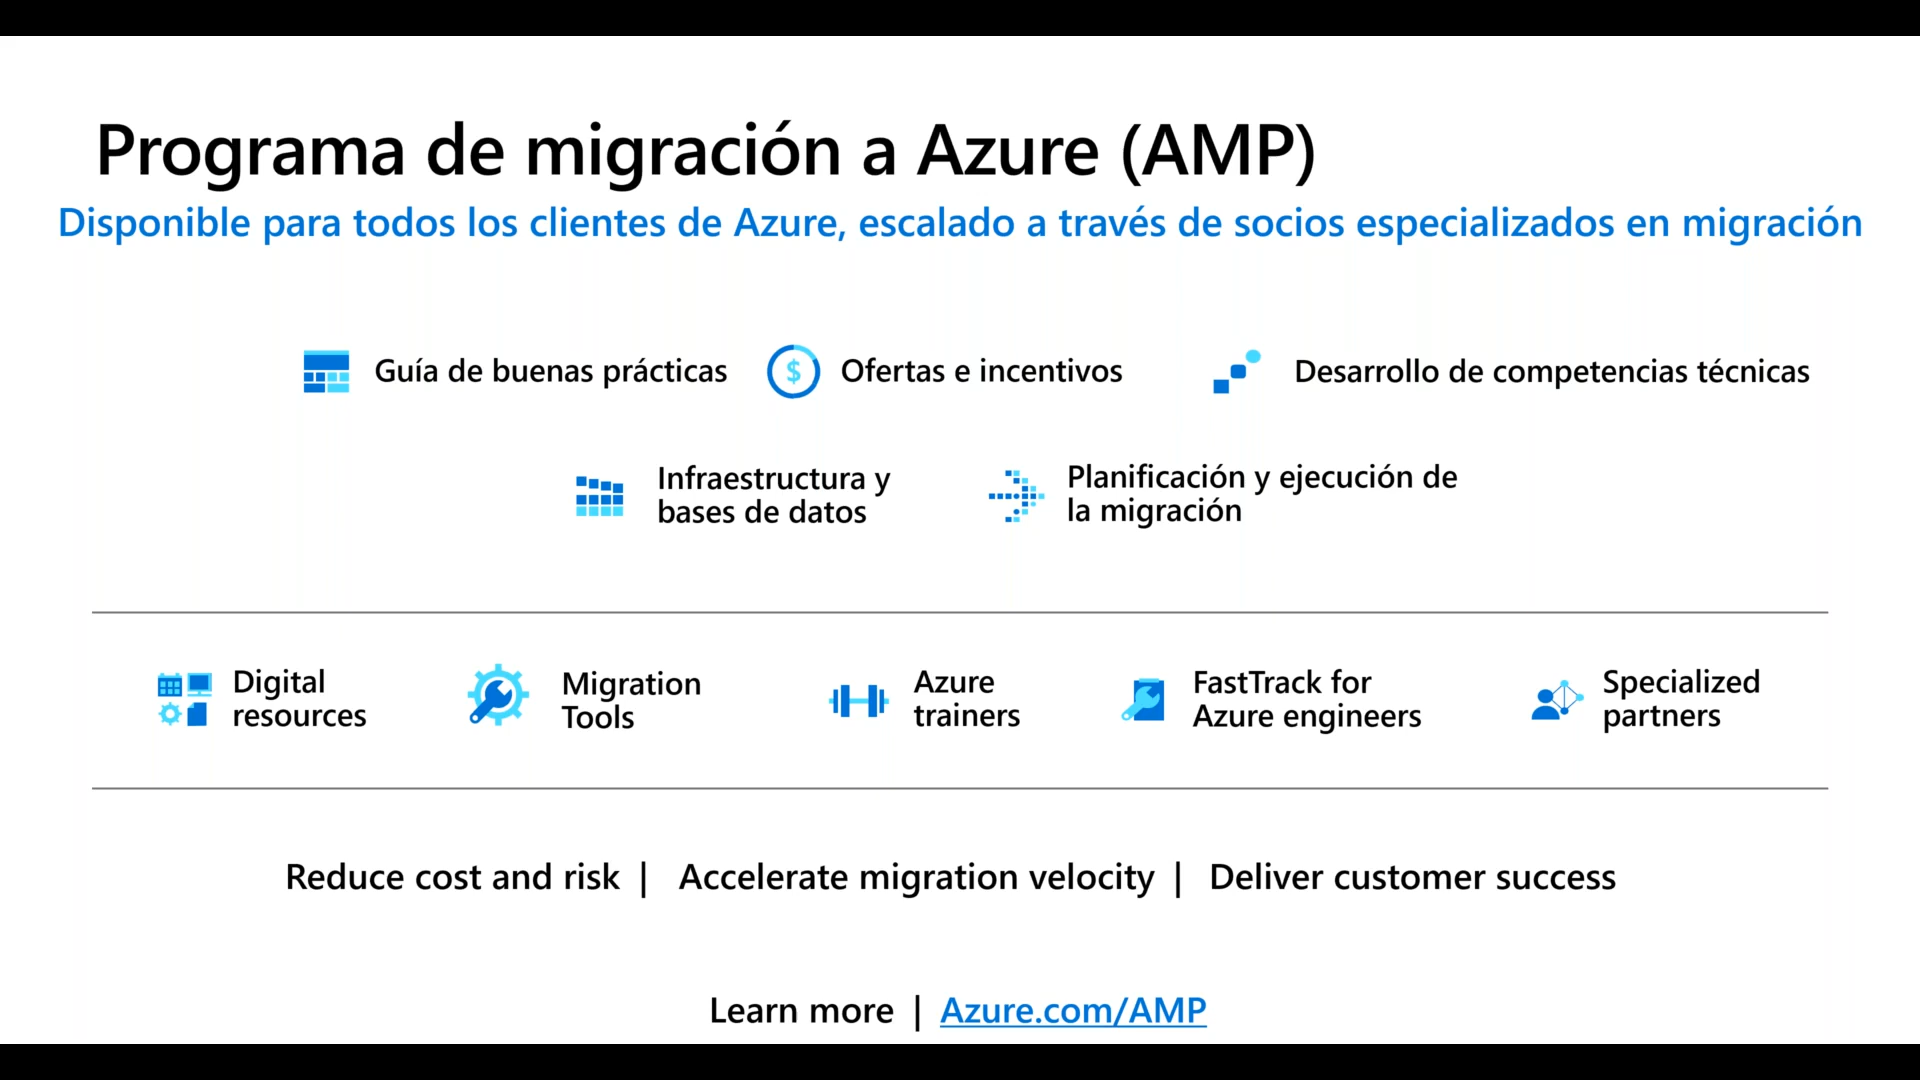 Programa de migración a Azure (AMP)
Disponible para todos los clientes de Azure, escalado a través de socios especializados en migración
Guía de buenas prácticas
$
Ofertas e incentivos
Desarrollo de competencias técnicas
Infraestructura y
bases de datos
Planificación y ejecución de
la migración
Digital
resources
Migration
Tools
Azure
trainers
FastTrack for
Azure engineers
Specialized
partners
Reduce cost and risk | Accelerate migration velocity | Deliver customer success
Learn more | Azure.com/AMP